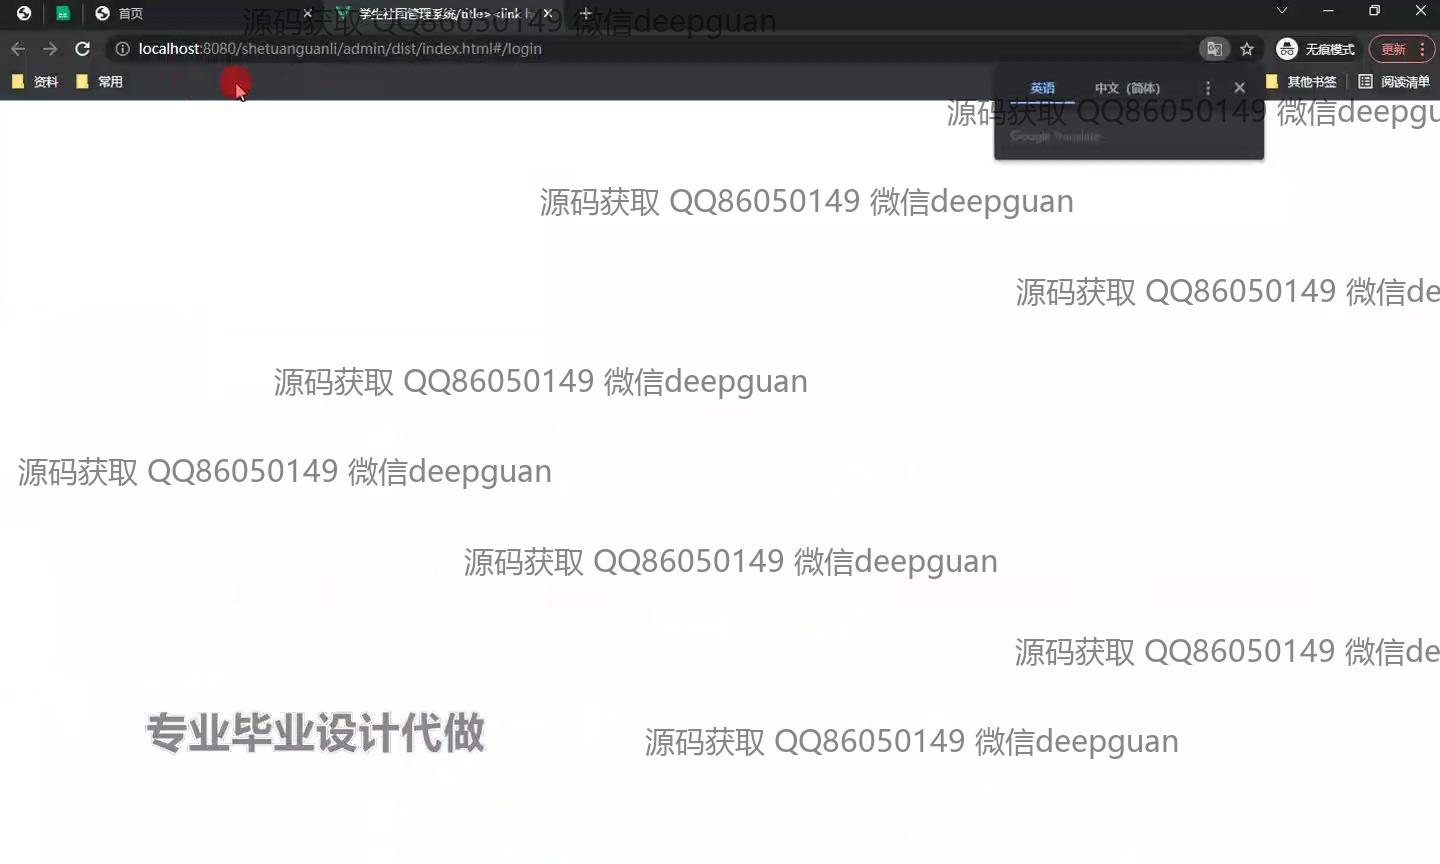 首页
学生社团管理系统/title><link h
源码获取 QQ86050149 微信deepguan
localhost:8080/shetuanguanli/admin/dist/index.html#/login
无痕模式
更新
资料
常用
英语
中文 (简体)
其他书签
阅读清单
源码获取 QQ86050149 微信deepgu
Google Translate
源码获取 QQ86050149 微信deepguan
源码获取 QQ86050149 微信de
源码获取 QQ86050149 微信deepguan
源码获取 QQ86050149 微信deepguan
源码获取 QQ86050149 微信deepguan
源码获取 QQ86050149 微信de
专业毕业设计代做
源码获取 QQ86050149 微信deepguan